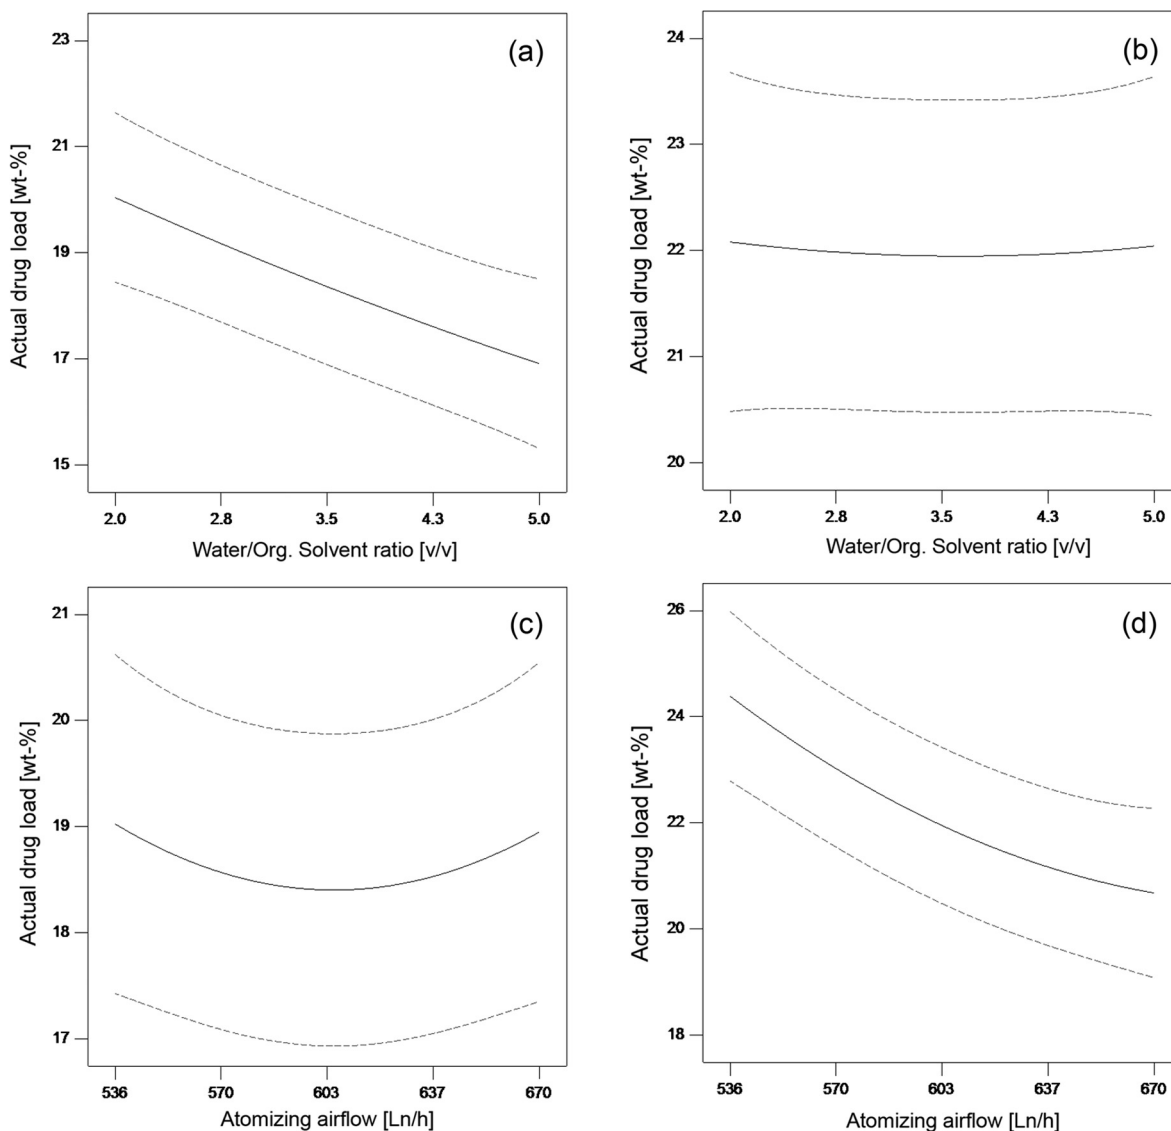 (a)
Actual drug load [wt-%]
23
21
19
17
15
2.0 2.8 3.5 4.3 5.0
Water/Org. Solvent ratio [v/v]
(b)
Actual drug load [wt-%]
24
23
22
21
20
2.0 2.8 3.5 4.3 5.0
Water/Org. Solvent ratio [v/v]
(c)
Actual drug load [wt-%]
21
20
19
18
17
536 570 603 637 670
Atomizing airflow [Ln/h]
(d)
Actual drug load [wt-%]
26
24
22
20
18
536 570 603 637 670
Atomizing airflow [Ln/h]